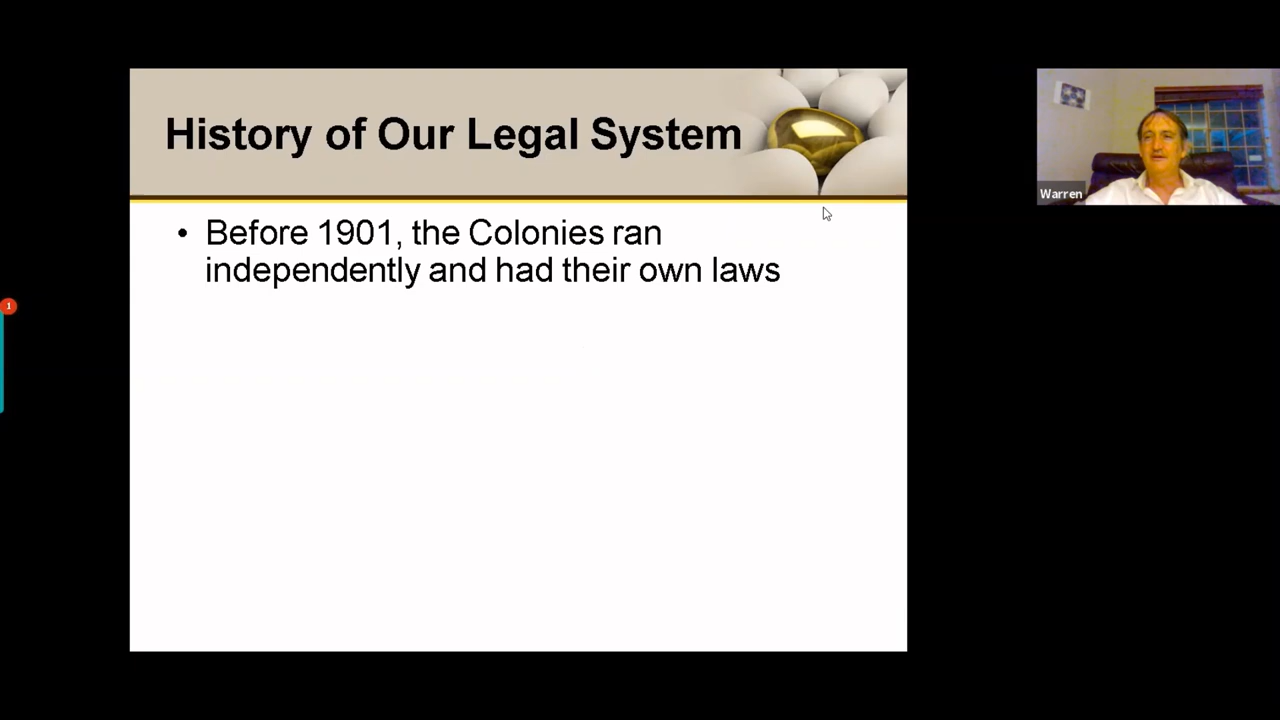 History of Our Legal System
• Before 1901, the Colonies ran
independently and had their own laws
Warren
1